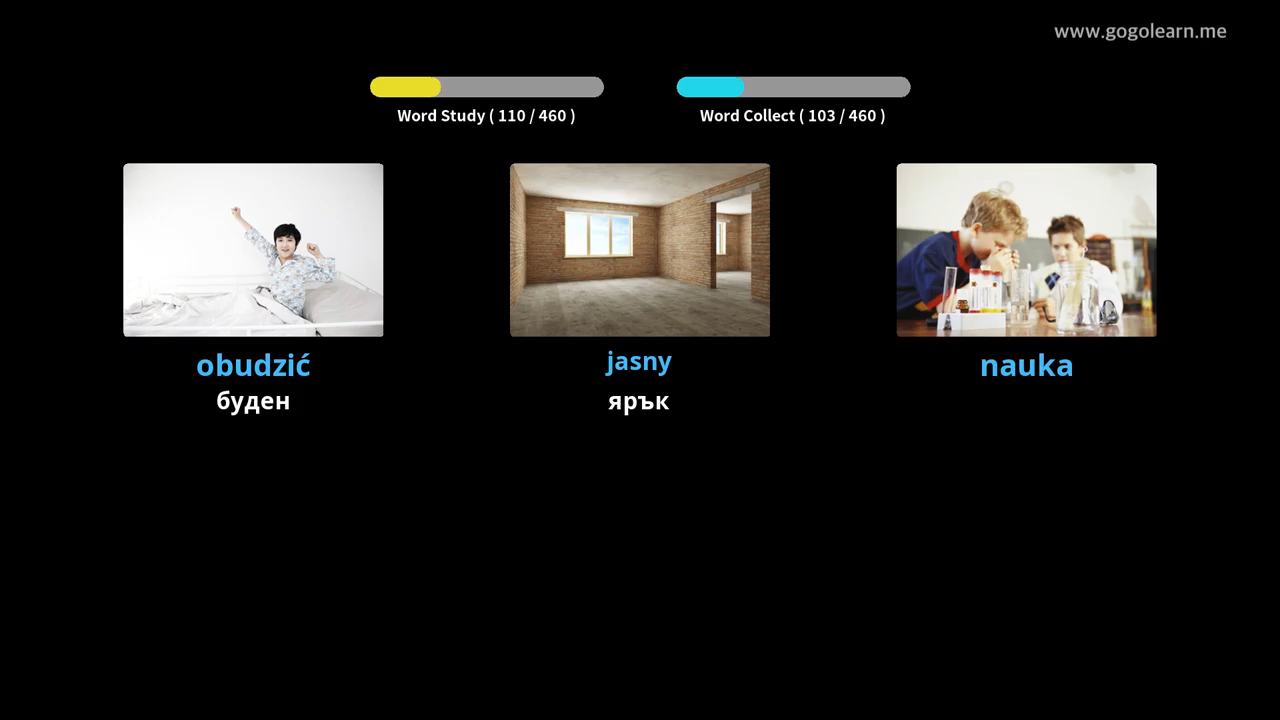 www.gogolearn.me
Word Study ( 110 / 460 )
Word Collect ( 103 / 460 )
obudzić
jasny
nauka
буден
ярък